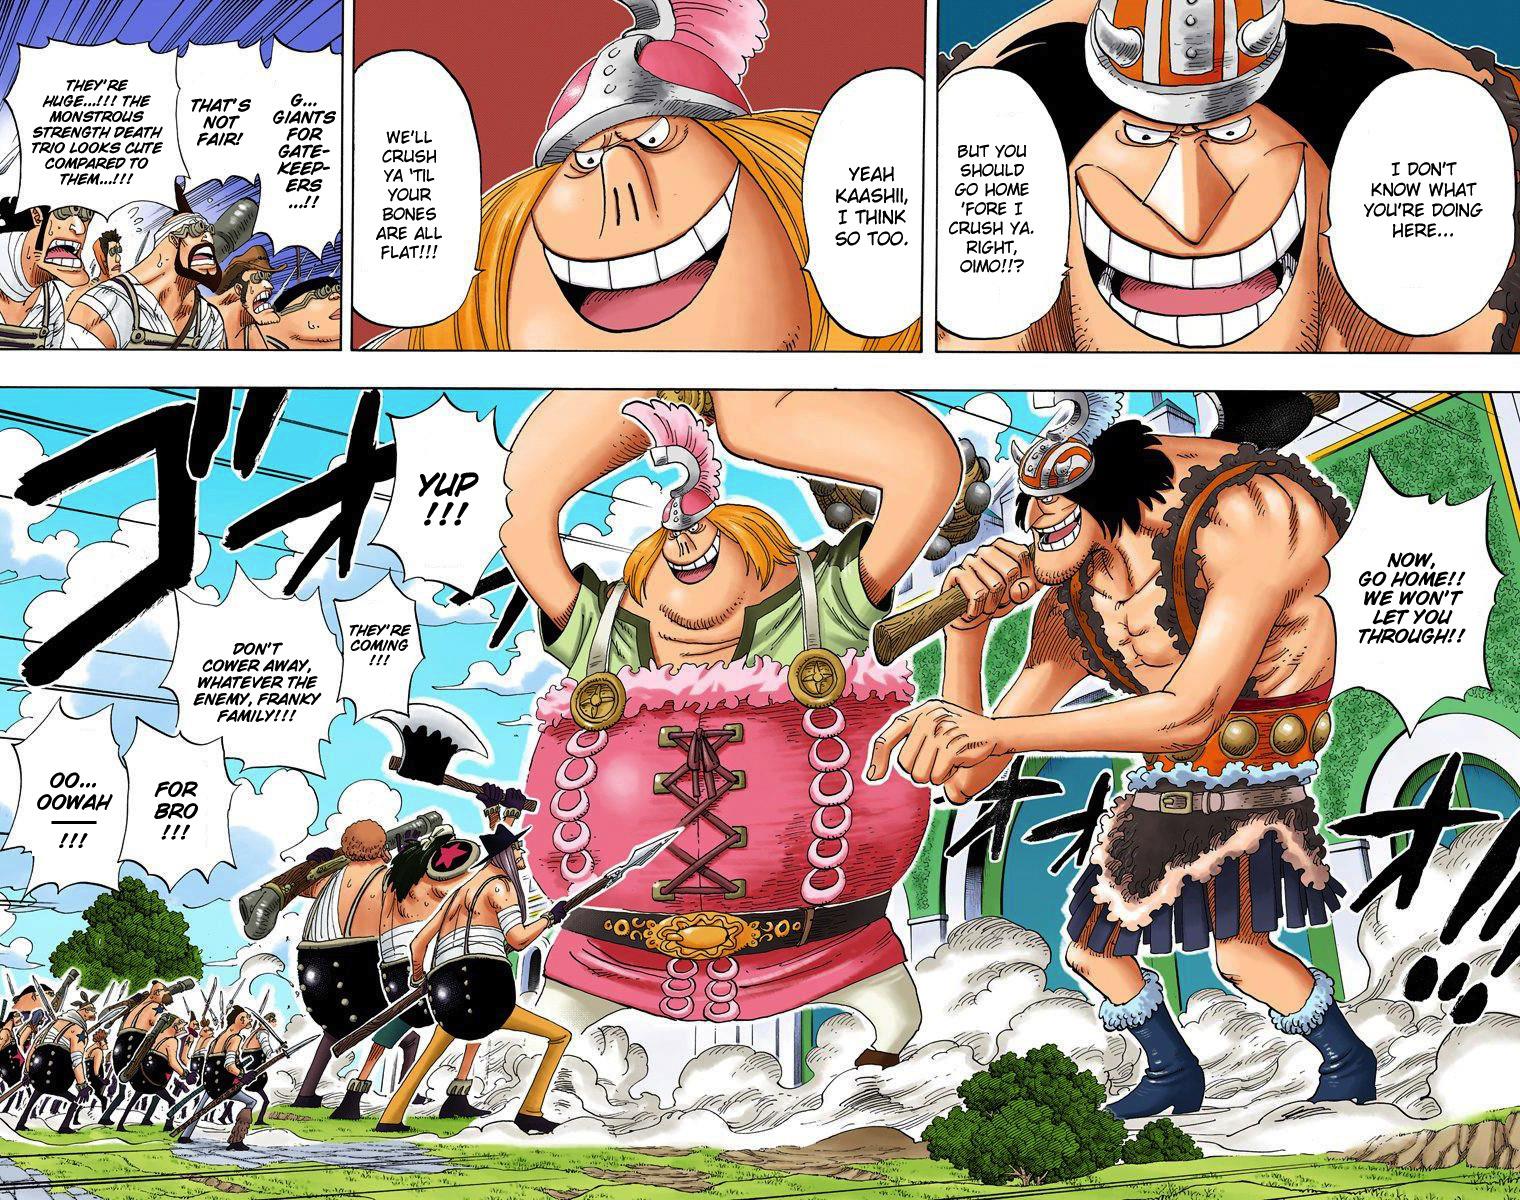 I DON'T
KNOW WHAT
YOU'RE DOING
HERE...
BUT YOU
SHOULD
GO HOME
'FORE I
CRUSH YA.
RIGHT,
OIMO!!?
YEAH
KAASHII,
I THINK
SO TOO.
WE'LL
CRUSH
YA 'TIL
YOUR
BONES
ARE ALL
FLAT!!!
G...
GIANTS
FOR
GATE-
KEEP-
ERS
...!!
THAT'S
NOT
FAIR!
THEY'RE
HUGE...!!! THE
MONSTROUS
STRENGTH DEATH
TRIO LOOKS CUTE
COMPARED TO
THEM...!!!
NOW,
GO HOME!!
WE WON'T
LET YOU
THROUGH!!
YUP
!!!
THEY'RE
COMING
!!!
DON'T
COWER AWAY,
WHATEVER THE
ENEMY, FRANKY
FAMILY!!!
FOR
BRO
!!!
OO...
OOWAH
!!!
ゴオオ
オオオ!!!